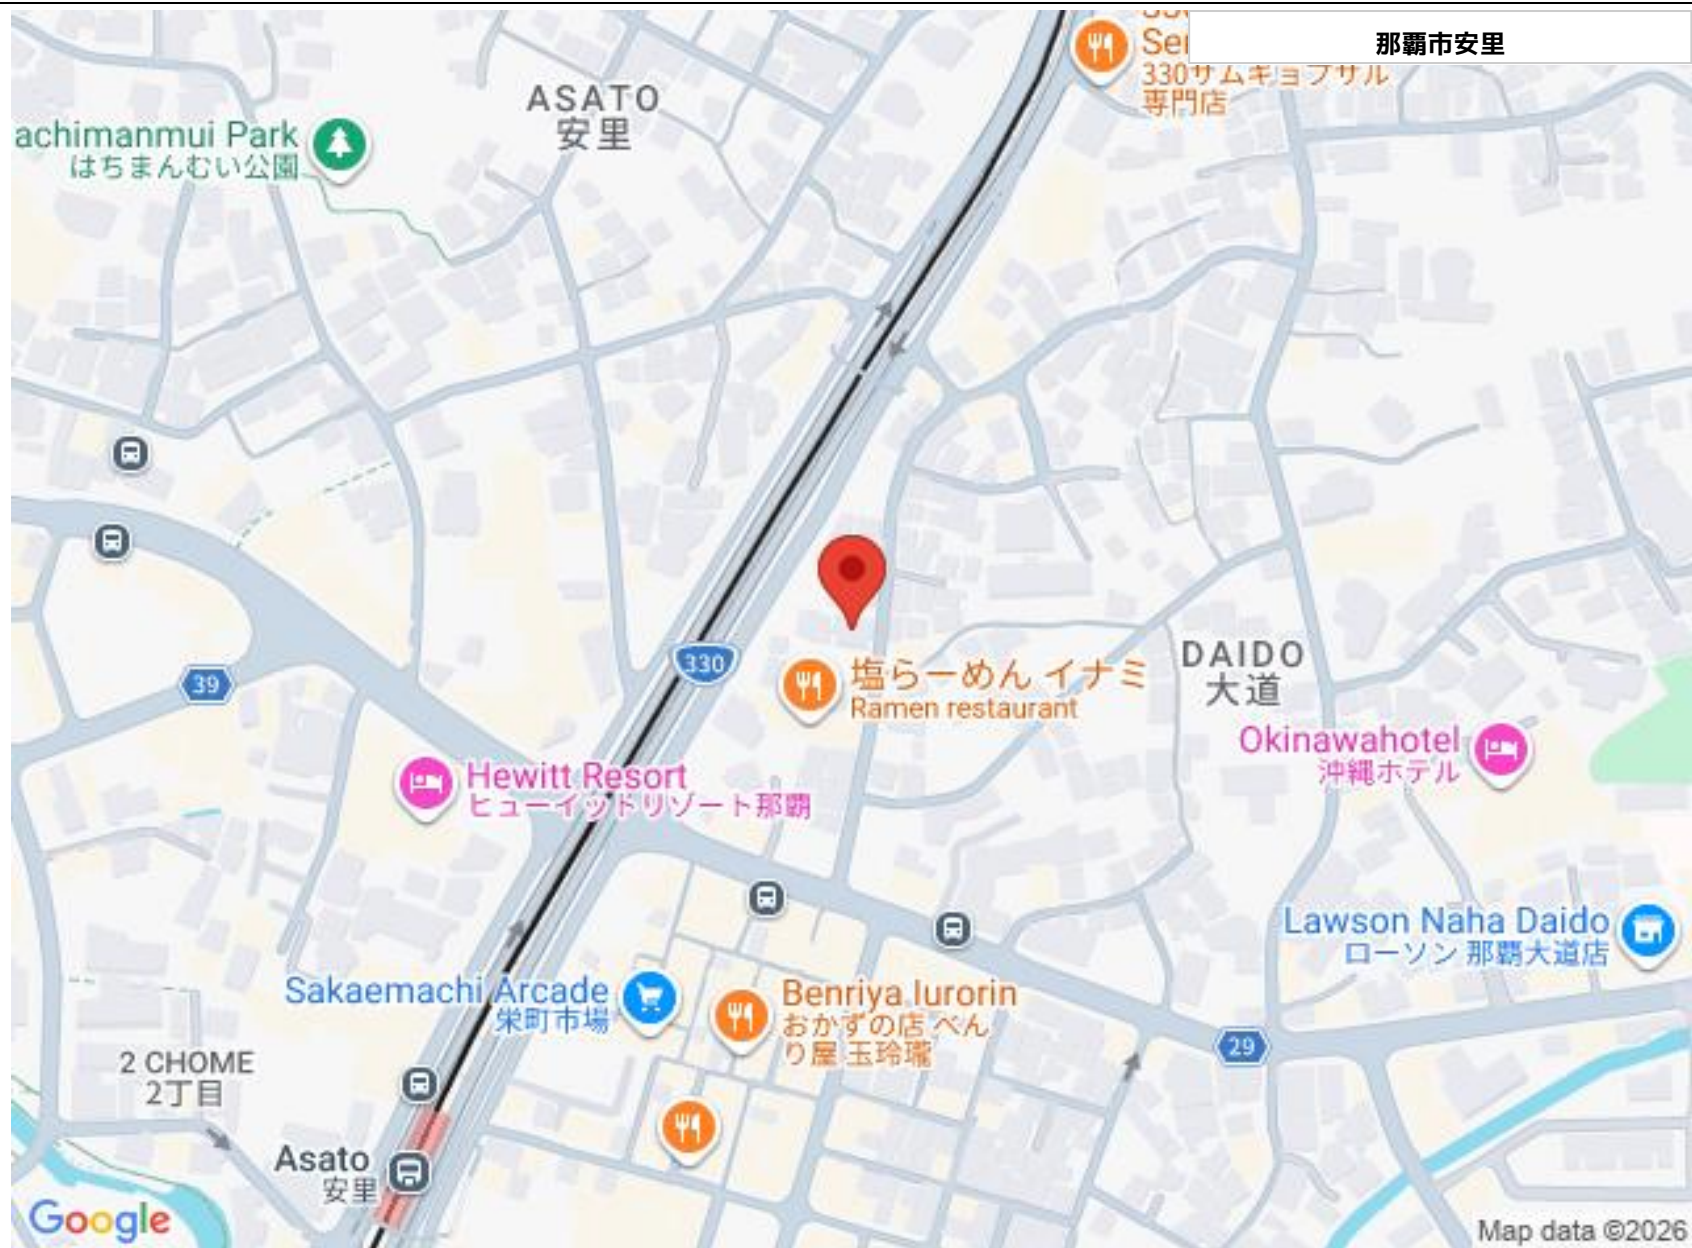 那覇市安里
330サムギョプサル
専門店
ASATO
安里
achimanmui Park
はちまんむい公園
330
塩らーめん イナミ
Ramen restaurant
DAIDO
大道
39
Okinawahotel
沖縄ホテル
Hewitt Resort
ヒューイットリゾート那覇
Lawson Naha Daido
ローソン 那覇大道店
Sakaemachi Arcade
栄町市場
Benriya Iurorin
おかずの店 べん
り屋 玉玲瓏
29
2 CHOME
2丁目
Asato
安里
Google
Map data ©2026